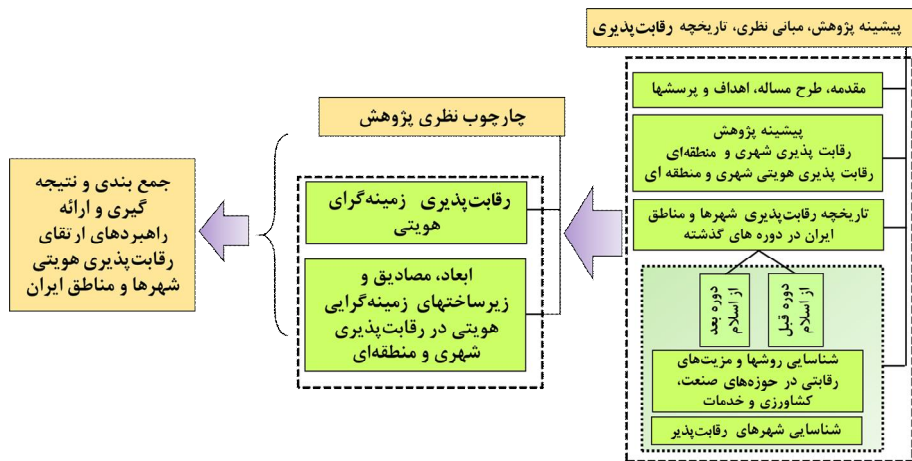 پیشینه پژوهش، مبانی نظری، تاریخچه رقابت‌پذیری
مقدمه، طرح مساله، اهداف و پرسشها
پیشینه پژوهش
رقابت پذیری شهری و منطقه‌ای
رقابت پذیری هویتی شهری و منطقه ای
تاریخچه رقابت‌پذیری شهرها و مناطق
ایران در دوره های گذشته
دوره قبل
از اسلام
دوره بعد
از اسلام
شناسایی روشها و مزیت‌های
رقابتی در حوزه‌های صنعت،
کشاورزی و خدمات
شناسایی شهرهای رقابت‌پذیر
چارچوب نظری پژوهش
رقابت‌پذیری زمینه‌گرای
هویتی
ابعاد، مصادیق و
زیرساختهای زمینه‌گرایی
هویتی در رقابت‌پذیری
شهری و منطقه‌ای
جمع بندی و نتیجه
گیری و ارائه
راهبردهای ارتقای
رقابت‌پذیری هویتی
شهرها و مناطق ایران